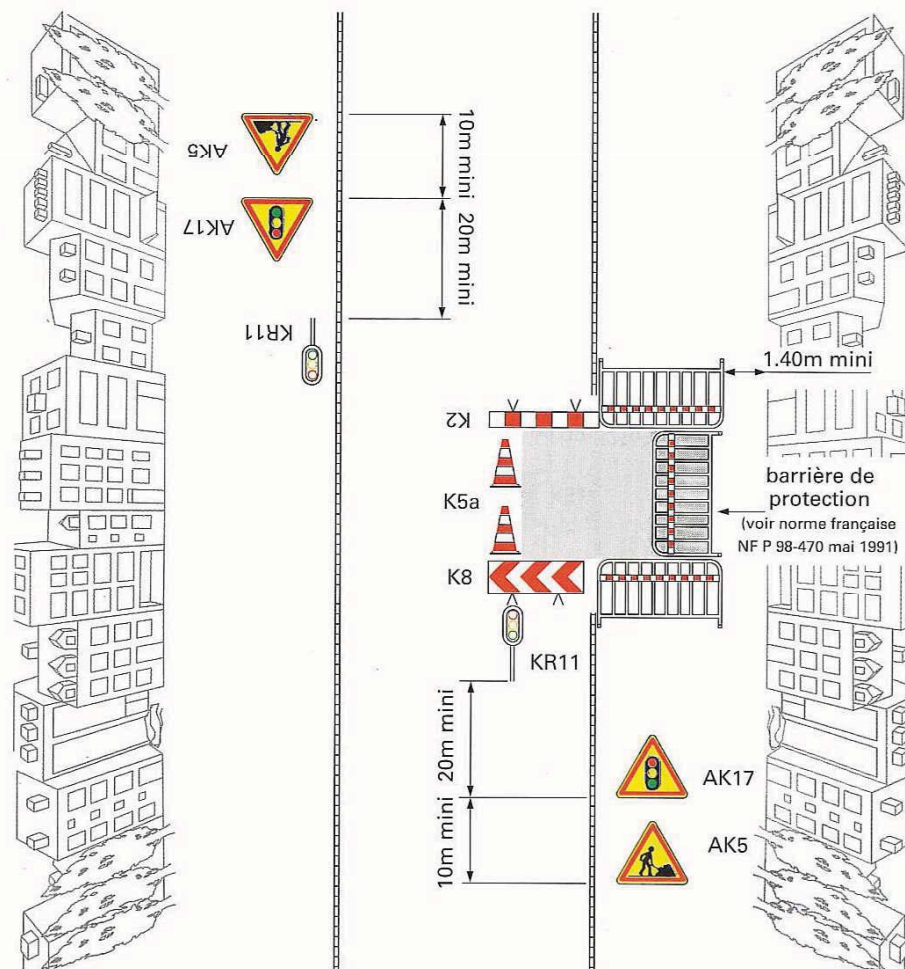 AK5
10m mini
AK17
20m mini
KR11
1.40m mini
K2
K5a
barrière de
protection
(voir norme française
NF P 98-470 mai 1991)
K8
KR11
20m mini
AK17
10m mini
AK5